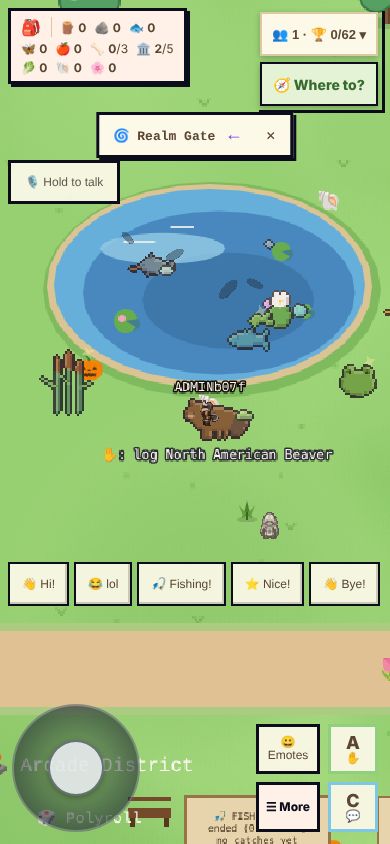 0 0 0
0 0 0/3 2/5
0 0 0
1 · 0/62 ▾
Where to?
Realm Gate ← ×
Hold to talk
ADMINb07f
: log North American Beaver
Hi!
lol
Fishing!
Nice!
Bye!
Arcade District
Polyroll
Emotes
A
☰ More
C
FISH
ended {0
no catches yet